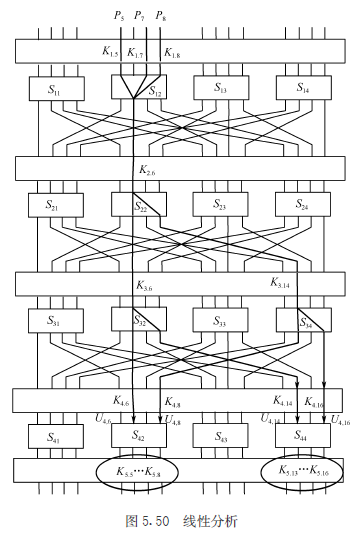 P5 P7 P8
K1.5 K1.7 K1.8
S11 S12 S13 S14
K2.6
S21 S22 S23 S24
K3.6 K3.14
S31 S32 S33 S34
K4.6 K4.8 K4.14 K4.16
U4,6 U4,8 U4,14 U4,16
S41 S42 S43 S44
K5.5…K5.8 K5.13…K5.16
图 5.50 线性分析